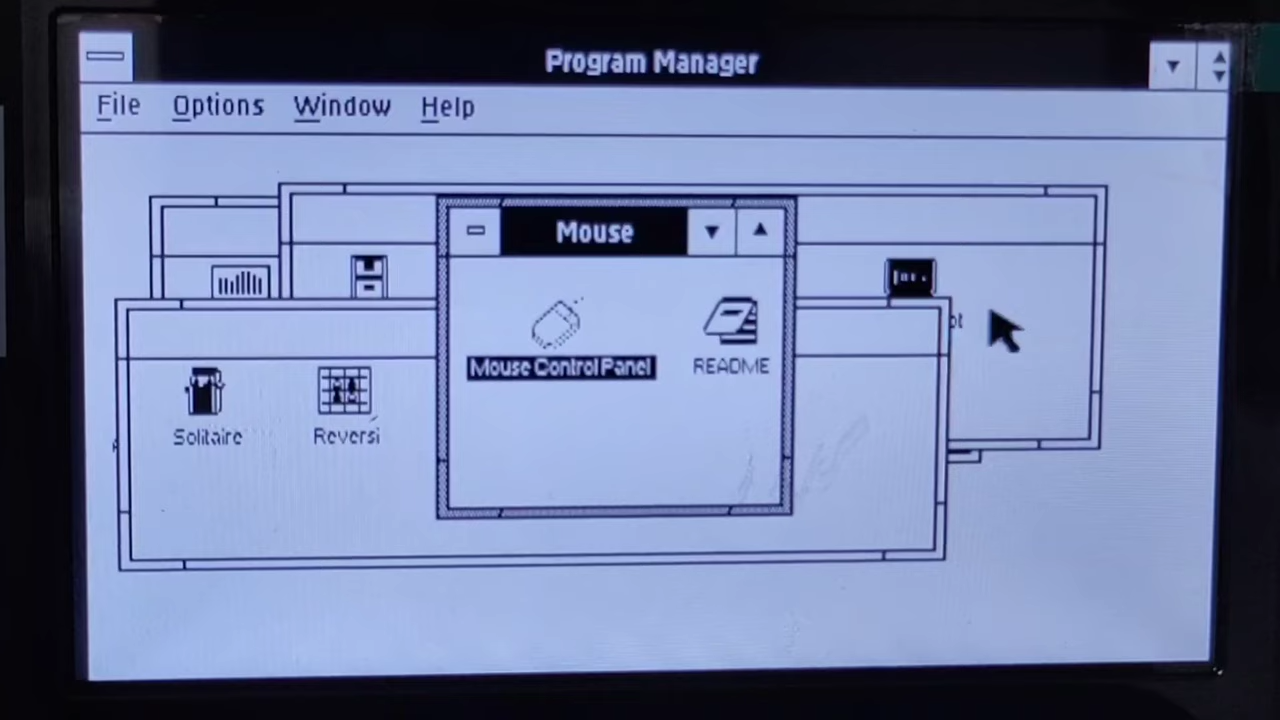 Program Manager
File Options Window Help
Mouse
Mouse Control Panel README
Solitaire Reversi